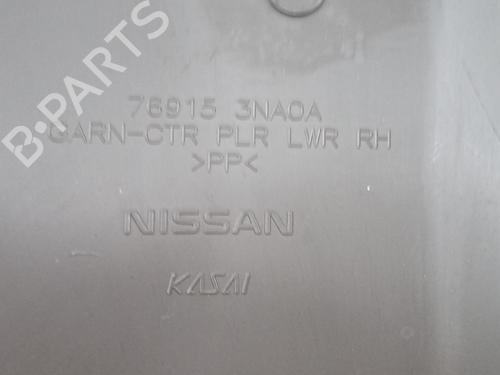 B-PARTS
76915 3NA0A
GARN-CTR PLR LWR RH
>PP<
NISSAN
KASAI